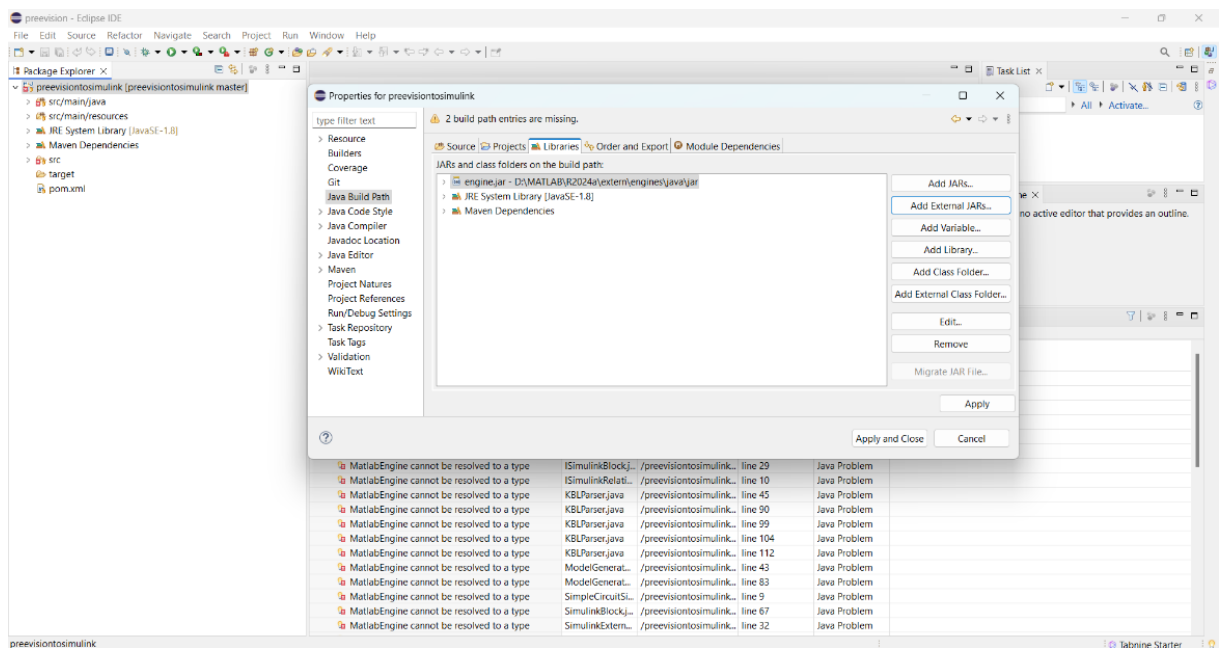 preevision - Eclipse IDE
File Edit Source Refactor Navigate Search Project Run Window Help
Package Explorer
Task List
preevisiontosimulink [preevisiontosimulink master]
src/main/java
src/main/resources
JRE System Library [JavaSE-1.8]
Maven Dependencies
src
target
pom.xml
All Activate...
no active editor that provides an outline.
Properties for preevisiontosimulink
type filter text
2 build path entries are missing.
Resource
Builders
Coverage
Git
Java Build Path
Java Code Style
Java Compiler
Javadoc Location
Java Editor
Maven
Project Natures
Project References
Run/Debug Settings
Task Repository
Task Tags
Validation
WikiText
Source Projects Libraries Order and Export Module Dependencies
JARs and class folders on the build path:
engine.jar - D:\MATLAB\R2024a\extern\engines\java\jar
JRE System Library [JavaSE-1.8]
Maven Dependencies
Add JARs...
Add External JARs...
Add Variable...
Add Library...
Add Class Folder...
Add External Class Folder...
Edit...
Remove
Migrate JAR File...
Apply
Apply and Close Cancel
MatlabEngine cannot be resolved to a type ISimulinkBlock.j... /preevisiontosimulink... line 29 Java Problem
MatlabEngine cannot be resolved to a type ISimulinkRelati... /preevisiontosimulink... line 10 Java Problem
MatlabEngine cannot be resolved to a type KBLParser.java /preevisiontosimulink... line 45 Java Problem
MatlabEngine cannot be resolved to a type KBLParser.java /preevisiontosimulink... line 90 Java Problem
MatlabEngine cannot be resolved to a type KBLParser.java /preevisiontosimulink... line 99 Java Problem
MatlabEngine cannot be resolved to a type KBLParser.java /preevisiontosimulink... line 104 Java Problem
MatlabEngine cannot be resolved to a type KBLParser.java /preevisiontosimulink... line 112 Java Problem
MatlabEngine cannot be resolved to a type ModelGenerat... /preevisiontosimulink... line 43 Java Problem
MatlabEngine cannot be resolved to a type ModelGenerat... /preevisiontosimulink... line 83 Java Problem
MatlabEngine cannot be resolved to a type SimpleCircuitSi... /preevisiontosimulink... line 9 Java Problem
MatlabEngine cannot be resolved to a type SimulinkBlock.j... /preevisiontosimulink... line 67 Java Problem
MatlabEngine cannot be resolved to a type SimulinkExtern... /preevisiontosimulink... line 32 Java Problem
preevisiontosimulink
Tabnine Starter